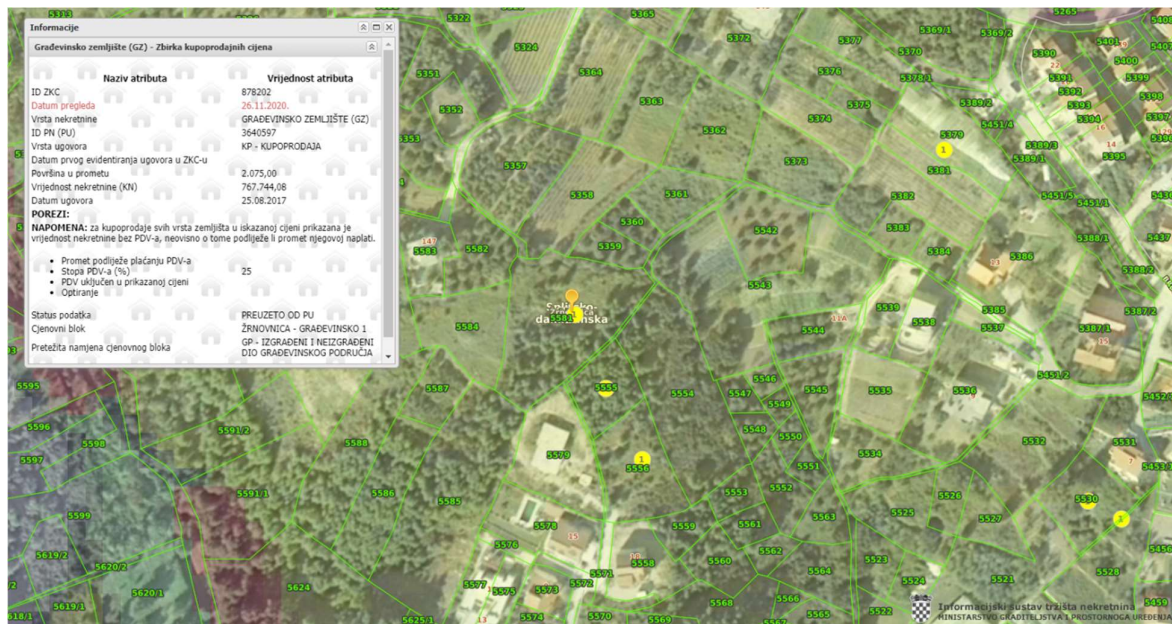 Informacije
Građevinsko zemljište (GZ) - Zbirka kupoprodajnih cijena
Naziv atributa Vrijednost atributa
ID ZKC 878202
Datum pregleda 26.11.2020.
Vrsta nekretnine GRAĐEVINSKO ZEMLJIŠTE (GZ)
ID PN (PU) 3640597
Vrsta ugovora KP - KUPOPRODAJA
Datum prvog evidentiranja ugovora u ZKC-u
Površina u prometu 2.075,00
Vrijednost nekretnine (KN) 767.744,08
Datum ugovora 25.08.2017
POREZI:
NAPOMENA: za kupoprodaje svih vrsta zemljišta u iskazanoj cijeni prikazana je
vrijednost nekretnine bez PDV-a, neovisno o tome podliježe li promet njegovoj naplati.
• Promet podliježe plaćanju PDV-a
• Stopa PDV-a (%) 25
• PDV uključen u prikazanoj cijeni
• Optiranje
Status podatka PREUZETO OD PU
Cjenovni blok ŽRNOVNICA - GRAĐEVINSKO 1
Pretežita namjena cjenovnog bloka GP - IZGRAĐENI I NEIZGRAĐENI
DIO GRAĐEVINSKOG PODRUČJA
5313 5322 5365 5372 5377 5369/1 5369/2 5265
5324 5370 5390 5401
5351 5364 5376 5378/1 5391 5400
5352 5363 5375 5389/2 5392 5399
5353 5362 5374 5379 5451/4 5393 5398
5394 5397
5357 5373 5381 5389/3 5389/1 5395
5358 5361 5382 5451/5 5451/1
5360 5542 5383 5388/1 5437
5583 5582 5359 5384 5386 5388/2
5543
5581 5539 5385 5387/2
5584 5544 5538 5537 5387/1
5595 5587 5555 5554 5546 5547 5545 5535 5536 5451/2
5596 5549
5598 5591/2 5588 5548 5550 5532 5531
5597 5579 5556 5551 5534
5591/1 5586 5585 5553 5552 5526 5530
5599 5578 5559 5561 5563 5525 5527
5619/2 5576 5562 5560 5523 5528
5620/2 5571 5558 5564 5524 5521
5620/1 5624 5577 5575 5573 5572 5568 5566 5522 5459
5619/1 5625/1 5574 5570 5569 5567 5565
Informacijski sustav tržišta nekretnina
MINISTARSTVO GRADITELJSTVA I PROSTORNOGA UREĐENJA